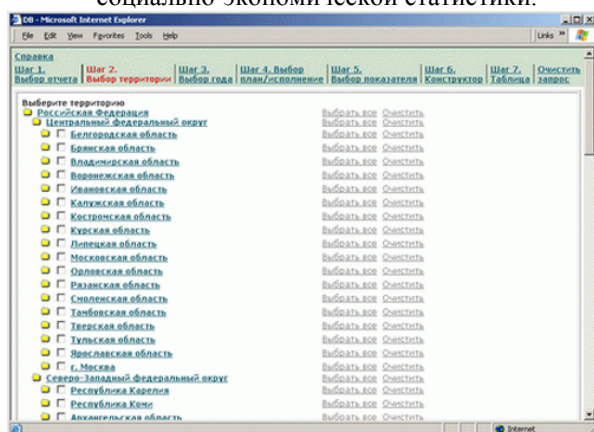 социально-экономической статистики.
DB - Microsoft Internet Explorer
File Edit View Favorites Tools Help Links »
Справка
Шаг 1. Шаг 2. Шаг 3. Шаг 4. Выбор Шаг 5. Шаг 6. Шаг 7. Очистить
Выбор отчета Выбор территории Выбор года план/исполнение Выбор показателя Конструктор Таблица запрос
Выберите территорию
Российская Федерация Выбрать все Очистить
Центральный федеральный округ Выбрать все Очистить
Белгородская область Выбрать все Очистить
Брянская область Выбрать все Очистить
Владимирская область Выбрать все Очистить
Воронежская область Выбрать все Очистить
Ивановская область Выбрать все Очистить
Калужская область Выбрать все Очистить
Костромская область Выбрать все Очистить
Курская область Выбрать все Очистить
Липецкая область Выбрать все Очистить
Московская область Выбрать все Очистить
Орловская область Выбрать все Очистить
Рязанская область Выбрать все Очистить
Смоленская область Выбрать все Очистить
Тамбовская область Выбрать все Очистить
Тверская область Выбрать все Очистить
Тульская область Выбрать все Очистить
Ярославская область Выбрать все Очистить
г. Москва Выбрать все Очистить
Северо-Западный федеральный округ Выбрать все Очистить
Республика Карелия Выбрать все Очистить
Республика Коми Выбрать все Очистить
Архангельская область Выбрать все Очистить
Internet